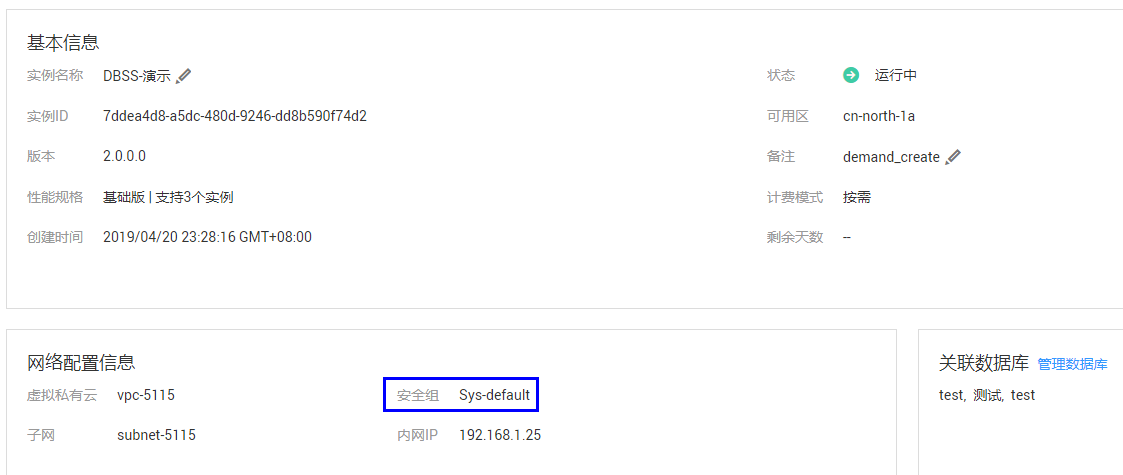 基本信息
实例名称 DBSS-演示 状态 运行中
实例ID 7ddea4d8-a5dc-480d-9246-dd8b590f74d2 可用区 cn-north-1a
版本 2.0.0.0 备注 demand_create
性能规格 基础版 | 支持3个实例 计费模式 按需
创建时间 2019/04/20 23:28:16 GMT+08:00 剩余天数 --
网络配置信息
虚拟私有云 vpc-5115 安全组 Sys-default
子网 subnet-5115 内网IP 192.168.1.25
关联数据库 管理数据库
test, 测试, test